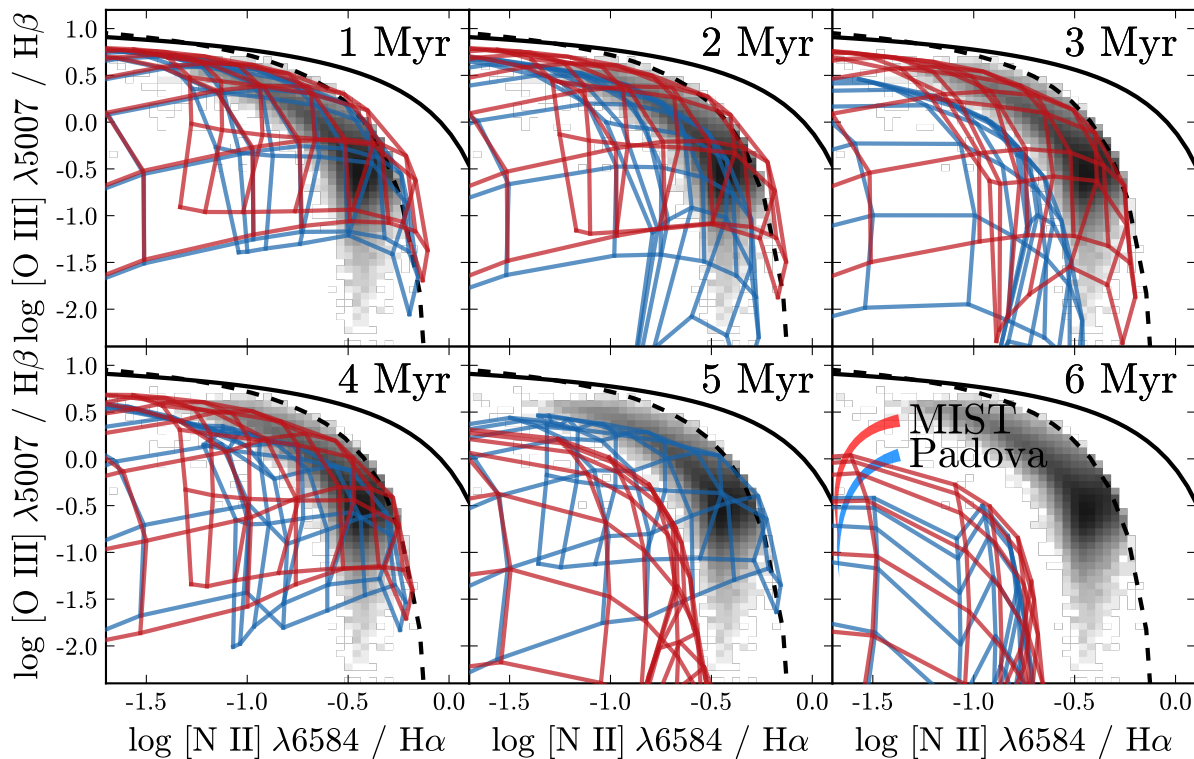 1 Myr
2 Myr
3 Myr
1.0
0.5
0.0
-0.5
-1.0
-1.5
-2.0
log [O III] λ5007 / Hβ
4 Myr
5 Myr
6 Myr
MIST
Padova
1.0
0.5
0.0
-0.5
-1.0
-1.5
-2.0
log [O III] λ5007 / Hβ
-1.5 -1.0 -0.5 0.0 -1.5 -1.0 -0.5 0.0 -1.5 -1.0 -0.5 0.0
log [N II] λ6584 / Hα log [N II] λ6584 / Hα log [N II] λ6584 / Hα